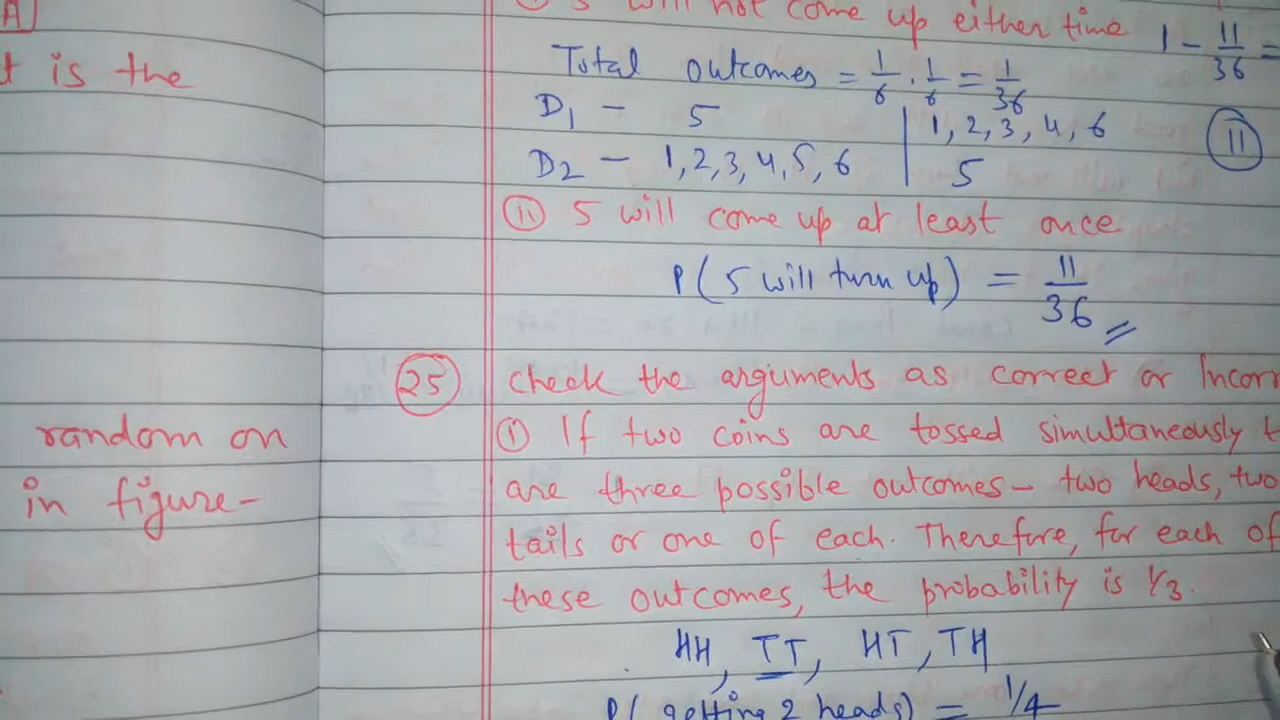 A)
t is the
random on
in figure-
(i) 5 will not come up either time 1 - 11/36 =
Total outcomes = 1/6 . 1/6 = 1/36
D1 - 5 | 1, 2, 3, 4, 6
D2 - 1, 2, 3, 4, 5, 6 | 5
(11)
(ii) 5 will come up at least once
P( 5 will turn up) = 11/36
(25) Check the arguments as correct or Incorr
(i) If two coins are tossed simultaneously t
are three possible outcomes - two heads, two
tails or one of each. Therefore, for each of
these outcomes, the probability is 1/3.
HH, TT, HT, TH
P( getting 2 heads) = 1/4